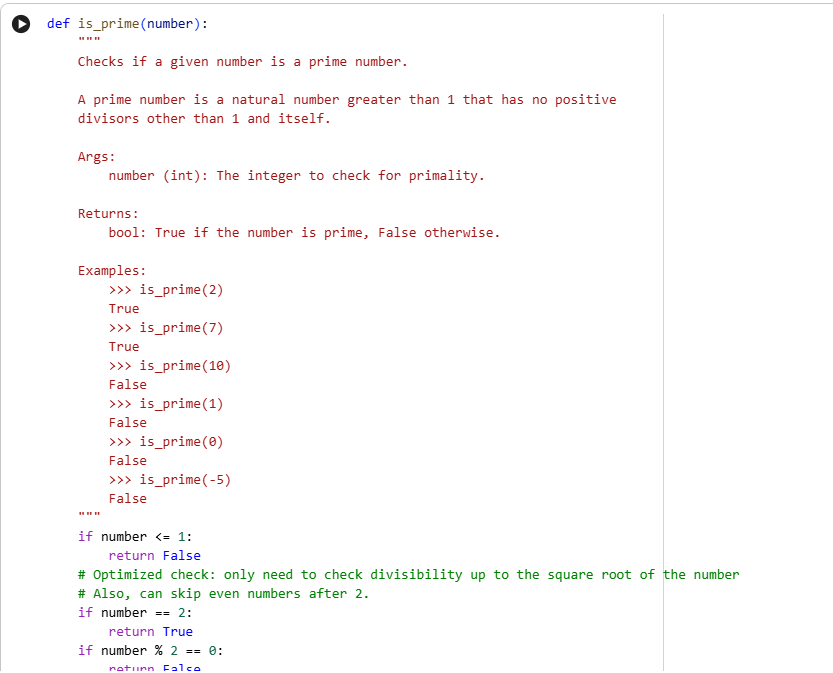 def is_prime(number):
    """
    Checks if a given number is a prime number.

    A prime number is a natural number greater than 1 that has no positive
    divisors other than 1 and itself.

    Args:
        number (int): The integer to check for primality.

    Returns:
        bool: True if the number is prime, False otherwise.

    Examples:
        >>> is_prime(2)
        True
        >>> is_prime(7)
        True
        >>> is_prime(10)
        False
        >>> is_prime(1)
        False
        >>> is_prime(0)
        False
        >>> is_prime(-5)
        False
    """
    if number <= 1:
        return False
    # Optimized check: only need to check divisibility up to the square root of the number
    # Also, can skip even numbers after 2.
    if number == 2:
        return True
    if number % 2 == 0:
        return False